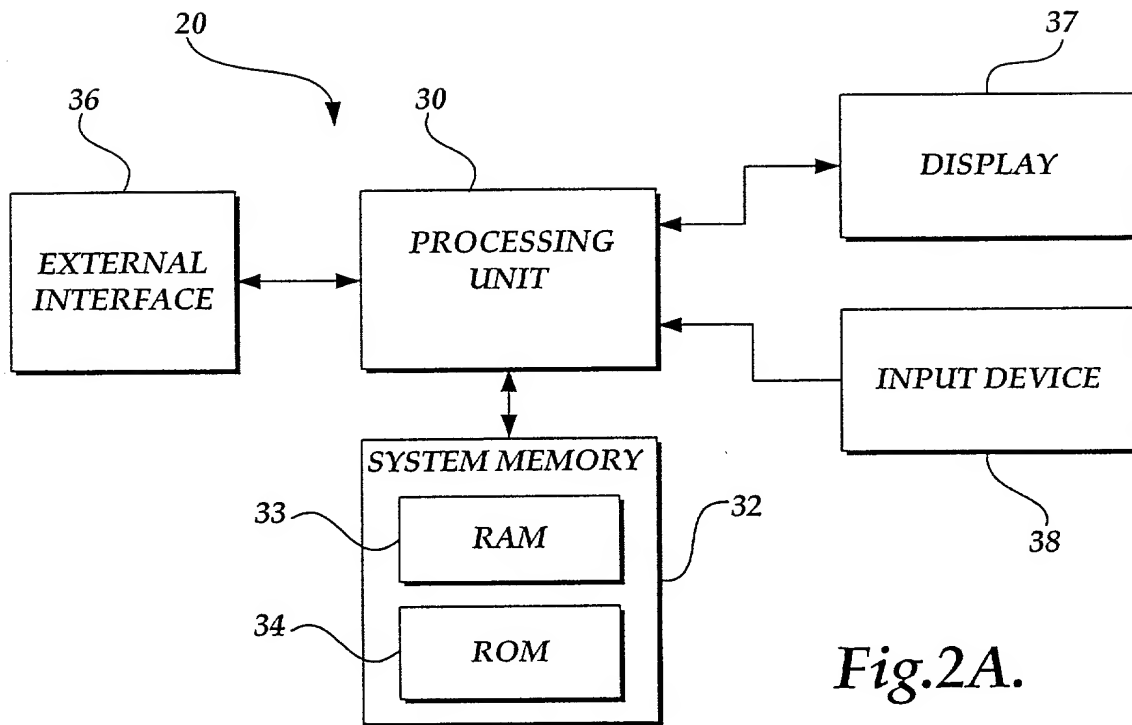 20
37
36
30
DISPLAY
PROCESSING
UNIT
EXTERNAL
INTERFACE
INPUT DEVICE
SYSTEM MEMORY
33
RAM
32
38
34
ROM
Fig.2A.